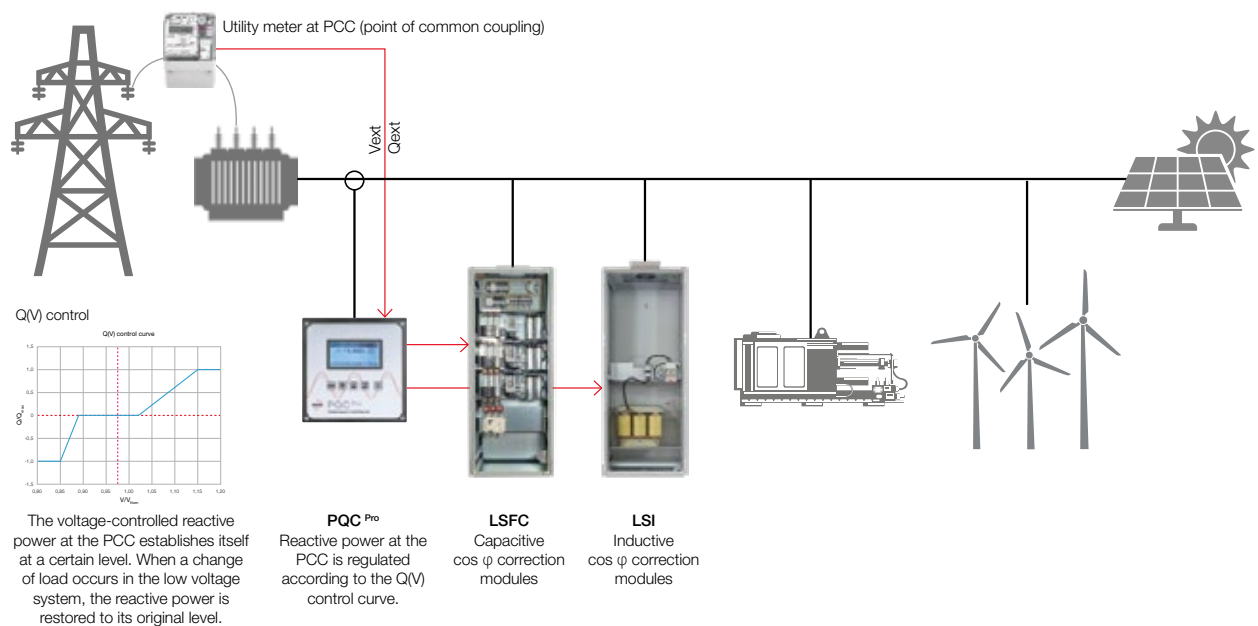 Utility meter at PCC (point of common coupling)
Vext
Qext
Q(V) control
Q(V) control curve
1,5
1,0
0,5
0
-0,5
-1,0
-1,5
0,80 0,85 0,90 0,95 1,00 1,05 1,10 1,15 1,20
The voltage-controlled reactive
power at the PCC establishes itself
at a certain level. When a change
of load occurs in the low voltage
system, the reactive power is
restored to its original level.
PQC Pro
PQC Pro
Reactive power at the
PCC is regulated
according to the Q(V)
control curve.
LSFC
Capacitive
cos φ correction
modules
LSI
Inductive
cos φ correction
modules